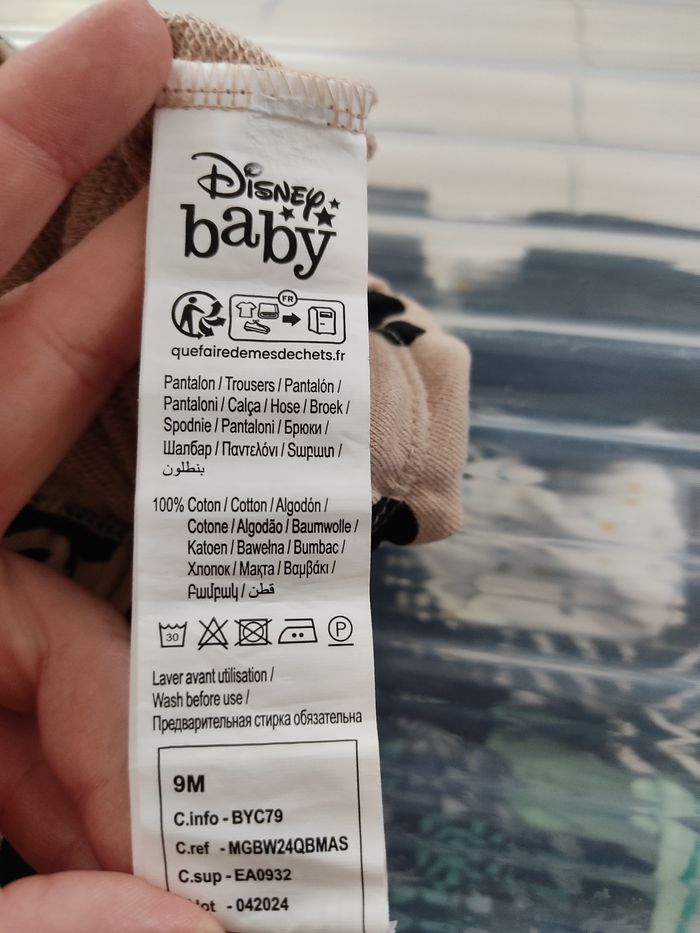 Disney
baby
FR
quefairedemesdechets.fr
Pantalon / Trousers / Pantalón /
Pantaloni / Calça / Hose / Broek /
Spodnie / Pantaloni / Брюки /
Шалбар / Παντελόνι / Տաբատ /
بنطلون
100% Coton / Cotton / Algodón /
Cotone / Algodão / Baumwolle /
Katoen / Bawełna / Bumbac /
Хлопок / Мақта / Βαμβάκι /
Բամբակ / قطن
30
P
Laver avant utilisation /
Wash before use /
Предварительная стирка обязательна
9M
C.info - BYC79
C.ref - MGBW24QBMAS
C.sup - EA0932
- 042024